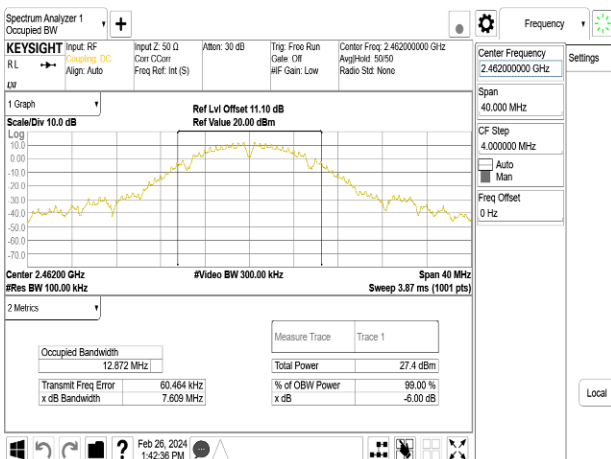 Spectrum Analyzer 1
Occupied BW
Frequency
KEYSIGHT
Input: RF
Coupling: DC
Align: Auto
Input Z: 50 Ω
Corr CCorr
Freq Ref: Int (S)
Atten: 30 dB
Trig: Free Run
Gate: Off
#IF Gain: Low
Center Freq: 2.462000000 GHz
Avg|Hold: 50/50
Radio Std: None
RL
LXI
Center Frequency
2.462000000 GHz
Settings
Span
40.000 MHz
CF Step
4.000000 MHz
Auto
Man
Freq Offset
0 Hz
Local
1 Graph
Scale/Div 10.0 dB
Ref Lvl Offset 11.10 dB
Ref Value 20.00 dBm
Log
10.0
0.00
-10.0
-20.0
-30.0
-40.0
-50.0
-60.0
-70.0
Center 2.46200 GHz
#Video BW 300.00 kHz
Span 40 MHz
#Res BW 100.00 kHz
Sweep 3.87 ms (1001 pts)
2 Metrics
Measure Trace
Trace 1
Occupied Bandwidth
12.872 MHz
Total Power
27.4 dBm
Transmit Freq Error
60.464 kHz
% of OBW Power
99.00 %
x dB Bandwidth
7.609 MHz
x dB
-6.00 dB
Feb 26, 2024
1:42:36 PM